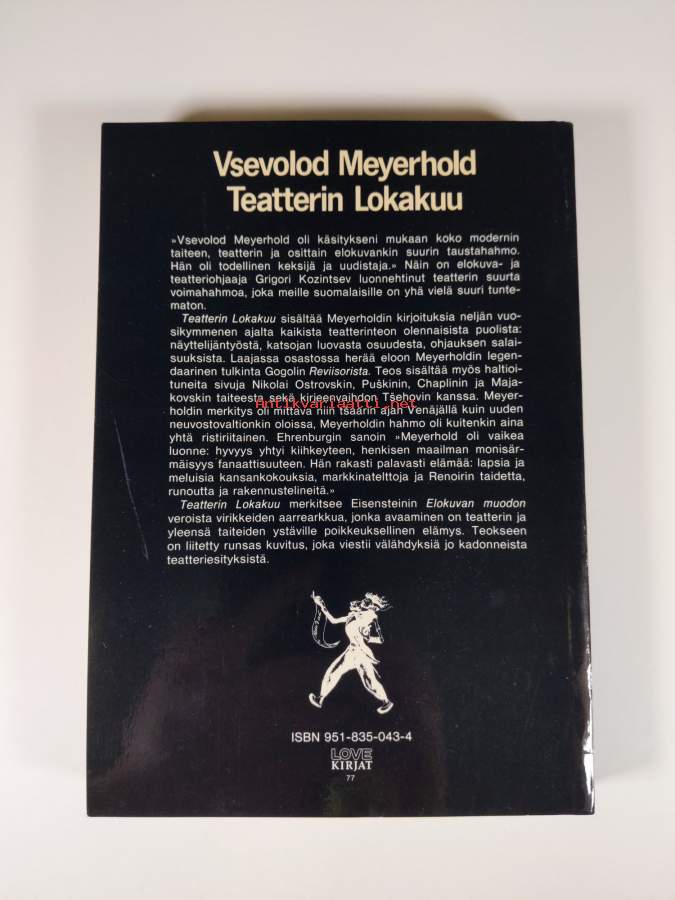 Vsevolod Meyerhold
Teatterin Lokakuu
»Vsevolod Meyerhold oli käsitykseni mukaan koko modernin
taiteen, teatterin ja osittain elokuvankin suurin taustahahmo.
Hän oli todellinen keksijä ja uudistaja.» Näin on elokuva- ja
teatteriohjaaja Grigori Kozintsev luonnehtinut teatterin suurta
voimahahmoa, joka meille suomalaisille on yhä vielä suuri tunte-
maton.
Teatterin Lokakuu sisältää Meyerholdin kirjoituksia neljän vuo-
sikymmenen ajalta kaikista teatterinteon olennaisista puolista:
näyttelijäntyöstä, katsojan luovasta osuudesta, ohjauksen salai-
suuksista. Laajassa osastossa herää eloon Meyerholdin legen-
daarinen tulkinta Gogolin Reviisorista. Teos sisältää myös haltioi-
tuneita sivuja Nikolai Ostrovskin, Puškinin, Chaplinin ja Maja-
kovskin taiteesta sekä kirjeenvaihdon Tšehovin kanssa. Meyer-
holdin merkitys oli mittava niin tsaarin ajan Venäjällä kuin uuden
neuvostovaltionkin oloissa, Meyerholdin hahmo oli kuitenkin aina
yhtä ristiriitainen. Ehrenburgin sanoin »Meyerhold oli vaikea
luonne: hyvyys yhtyi kiihkeyteen, henkisen maailman monisär-
mäisyys fanaattisuuteen. Hän rakasti palavasti elämää: lapsia ja
meluisia kansankokouksia, markkinatelttoja ja Renoirin taidetta,
runoutta ja rakennustelineitä.»
Teatterin Lokakuu merkitsee Eisensteinin Elokuvan muodon
veroista virikkeiden aarrearkkua, jonka avaaminen on teatterin ja
yleensä taiteiden ystäville poikkeuksellinen elämys. Teokseen
on liitetty runsas kuvitus, joka viestii välähdyksiä jo kadonneista
teatteriesityksistä.
Antikvariaatti.net
ISBN 951-835-043-4
LOVE
KIRJAT
77